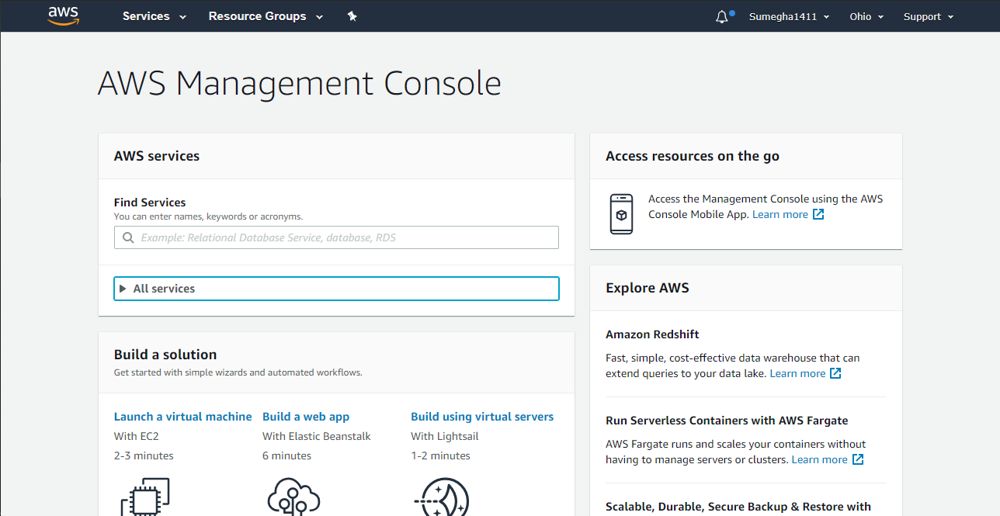 aws Services Resource Groups Sumegha1411 Ohio Support
AWS Management Console
AWS services
Find Services
You can enter names, keywords or acronyms.
Example: Relational Database Service, database, RDS
All services
Build a solution
Get started with simple wizards and automated workflows.
Launch a virtual machine
With EC2
2-3 minutes
Build a web app
With Elastic Beanstalk
6 minutes
Build using virtual servers
With Lightsail
1-2 minutes
Access resources on the go
Access the Management Console using the AWS
Console Mobile App. Learn more
Explore AWS
Amazon Redshift
Fast, simple, cost-effective data warehouse that can
extend queries to your data lake. Learn more
Run Serverless Containers with AWS Fargate
AWS Fargate runs and scales your containers without
having to manage servers or clusters. Learn more
Scalable, Durable, Secure Backup & Restore with